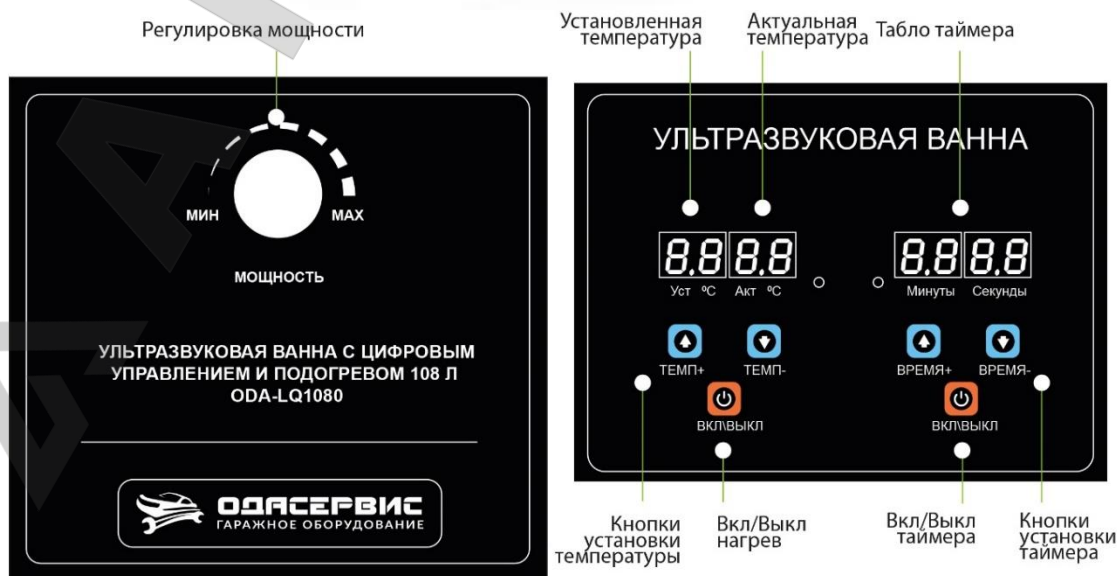 Регулировка мощности
МИН
MAX
МОЩНОСТЬ
УЛЬТРАЗВУКОВАЯ ВАННА С ЦИФРОВЫМ
УПРАВЛЕНИЕМ И ПОДОГРЕВОМ 108 Л
ODA-LQ1080
ОДАСЕРВИС
ГАРАЖНОЕ ОБОРУДОВАНИЕ
Установленная
температура
Актуальная
температура
Табло таймера
УЛЬТРАЗВУКОВАЯ ВАННА
8.8 8.8
8.8 8.8
Уст ºC
Акт ºC
Минуты
Секунды
ТЕМП+
ТЕМП-
ВРЕМЯ+
ВРЕМЯ-
ВКЛ\ВЫКЛ
ВКЛ\ВЫКЛ
Кнопки
установки
температуры
Вкл/Выкл
нагрев
Вкл/Выкл
таймера
Кнопки
установки
таймера